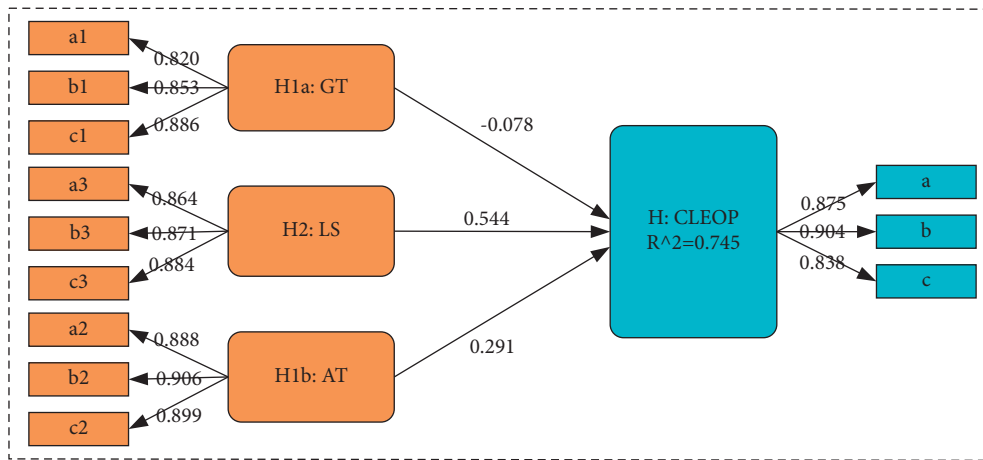 a1
0.820
b1
0.853
c1
0.886
H1a: GT
-0.078
a3
0.864
b3
0.871
c3
0.884
H2: LS
0.544
a2
0.888
b2
0.906
c2
0.899
H1b: AT
0.291
H: CLEOP
R^2=0.745
0.875
a
0.904
b
0.838
c